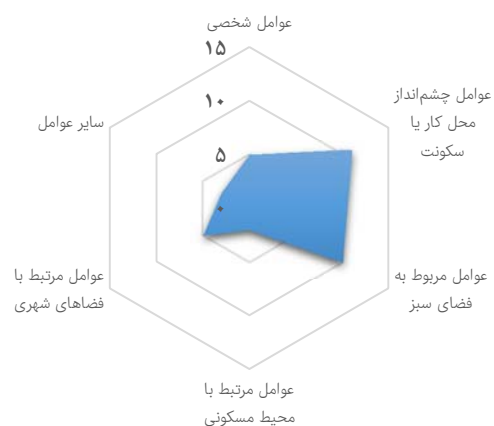 عوامل شخصی
۱۵
۱۰
۵
۰
عوامل چشم‌انداز
محل کار یا
سکونت
عوامل مربوط به
فضای سبز
عوامل مرتبط با
محیط مسکونی
عوامل مرتبط با
فضاهای شهری
سایر عوامل